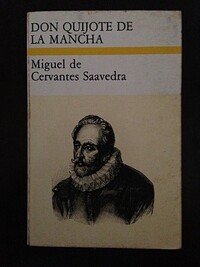 DON QUIJOTE DE
LA MANCHA
Miguel de
Cervantes Saavedra